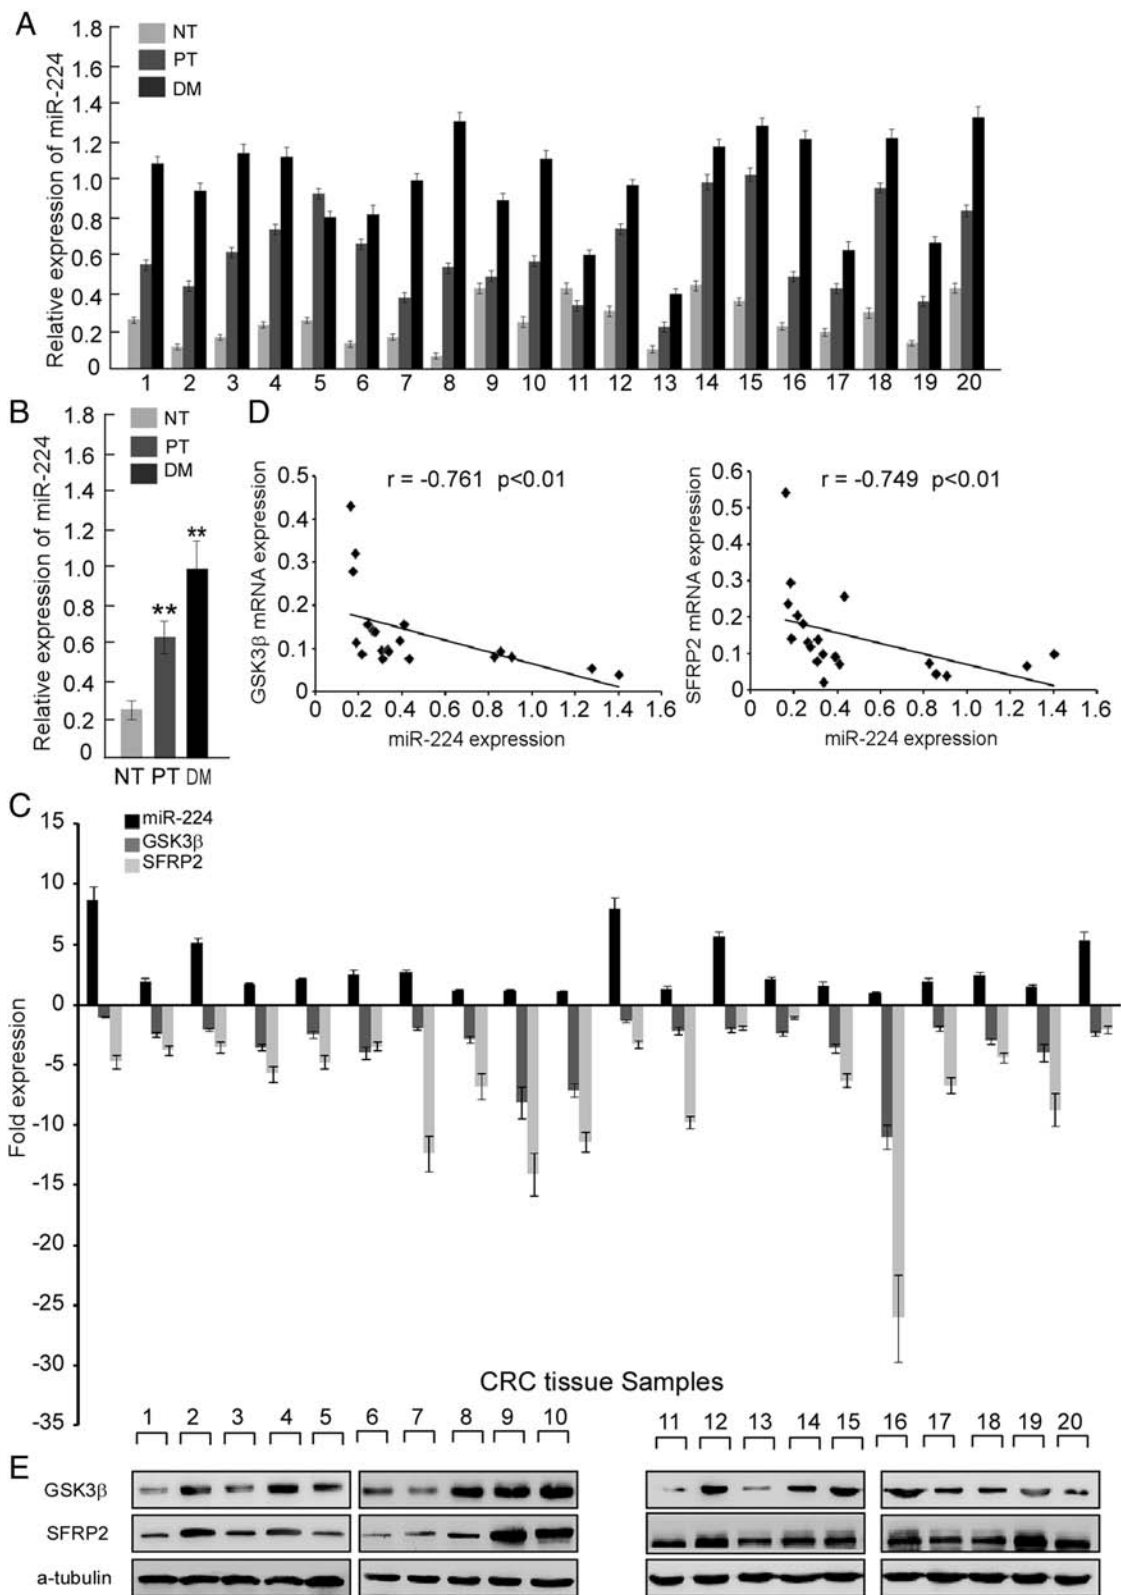 A
Relative expression of miR-224
1.8
1.6
1.4
1.2
1.0
0.8
0.6
0.4
0.2
0
NT
PT
DM
1 2 3 4 5 6 7 8 9 10 11 12 13 14 15 16 17 18 19 20
B
Relative expression of miR-224
1.8
1.6
1.4
1.2
1.0
0.8
0.6
0.4
0.2
0
NT
PT
DM
**
**
NT PT DM
D
GSK3β mRNA expression
0.5
0.4
0.3
0.2
0.1
0
r = -0.761 p<0.01
0 0.2 0.4 0.6 0.8 1.0 1.2 1.4 1.6
miR-224 expression
SFRP2 mRNA expression
0.6
0.5
0.4
0.3
0.2
0.1
0
r = -0.749 p<0.01
0 0.2 0.4 0.6 0.8 1.0 1.2 1.4 1.6
miR-224 expression
C
Fold expression
15
10
5
0
-5
-10
-15
-20
-25
-30
-35
miR-224
GSK3β
SFRP2
CRC tissue Samples
1 2 3 4 5 6 7 8 9 10 11 12 13 14 15 16 17 18 19 20
E
GSK3β
SFRP2
a-tubulin